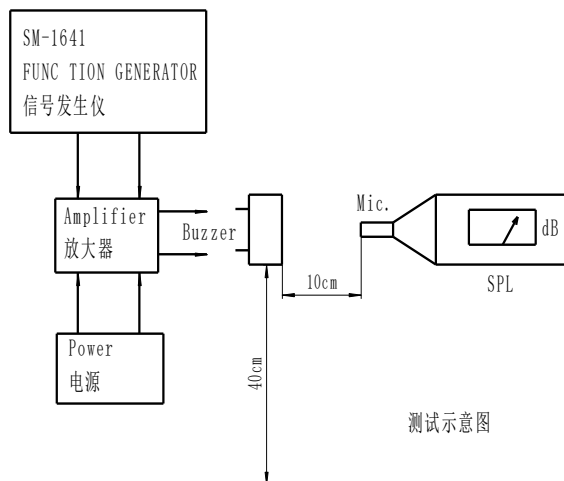 SM-1641
FUNC TION GENERATOR
信号发生仪
Amplifier
放大器
Buzzer
Mic.
dB
SPL
10cm
40cm
Power
电源
测试示意图